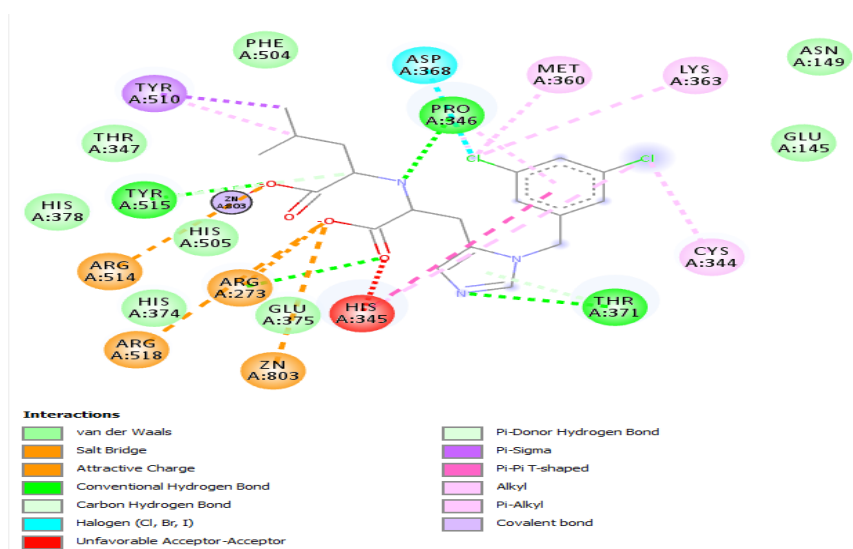 PHE
A:504
ASP
A:368
MET
A:360
LYS
A:363
ASN
A:149
TYR
A:510
PRO
A:346
THR
A:347
Cl
Cl
GLU
A:145
HIS
A:378
TYR
A:515
ZN
A:803
O
O
N
HIS
A:505
O
O
N
N
CYS
A:344
ARG
A:514
ARG
A:273
HIS
A:374
GLU
A:375
HIS
A:345
THR
A:371
ARG
A:518
ZN
A:803
Interactions
van der Waals
Salt Bridge
Attractive Charge
Conventional Hydrogen Bond
Carbon Hydrogen Bond
Halogen (Cl, Br, I)
Unfavorable Acceptor-Acceptor
Pi-Donor Hydrogen Bond
Pi-Sigma
Pi-Pi T-shaped
Alkyl
Pi-Alkyl
Covalent bond